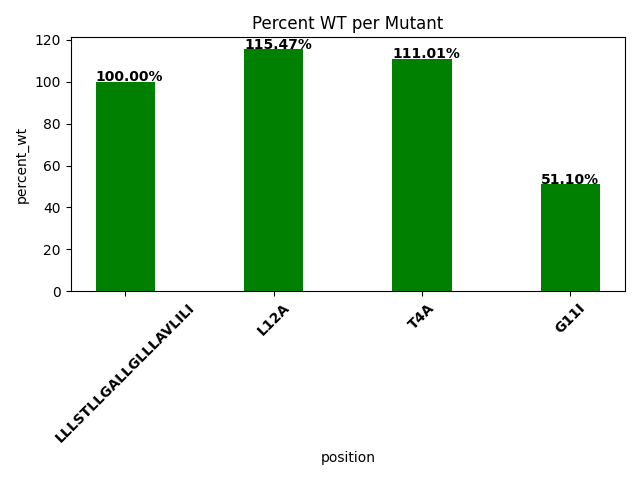 Percent WT per Mutant
percent_wt
120
100
80
60
40
20
0
100.00%
115.47%
111.01%
51.10%
LLLSTLLGALLGLLLAVLILI
L12A
T4A
G11I
position